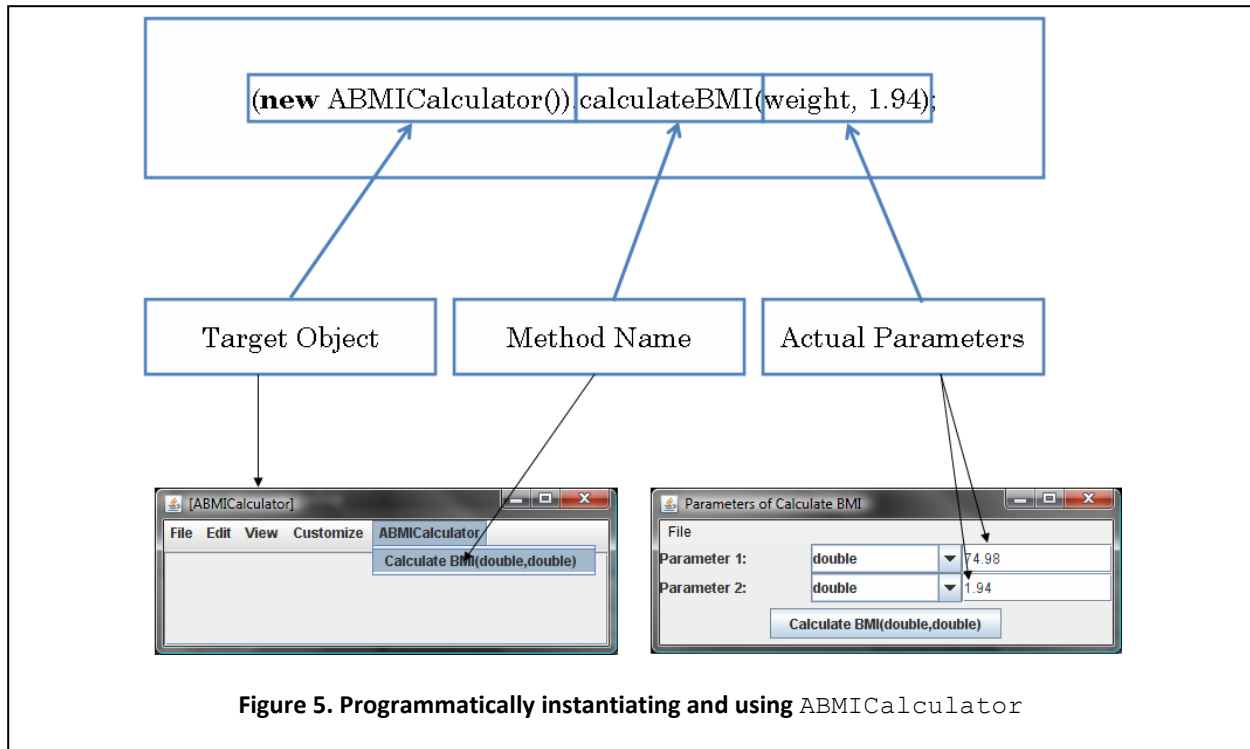 (new ABMICalculator()).calculateBMI(weight, 1.94);
Target Object
Method Name
Actual Parameters
[ABMICalculator]
File Edit View Customize ABMICalculator
Calculate BMI(double,double)
Parameters of Calculate BMI
File
Parameter 1: double 74.98
Parameter 2: double 1.94
Calculate BMI(double,double)
Figure 5. Programmatically instantiating and using ABMICalculator